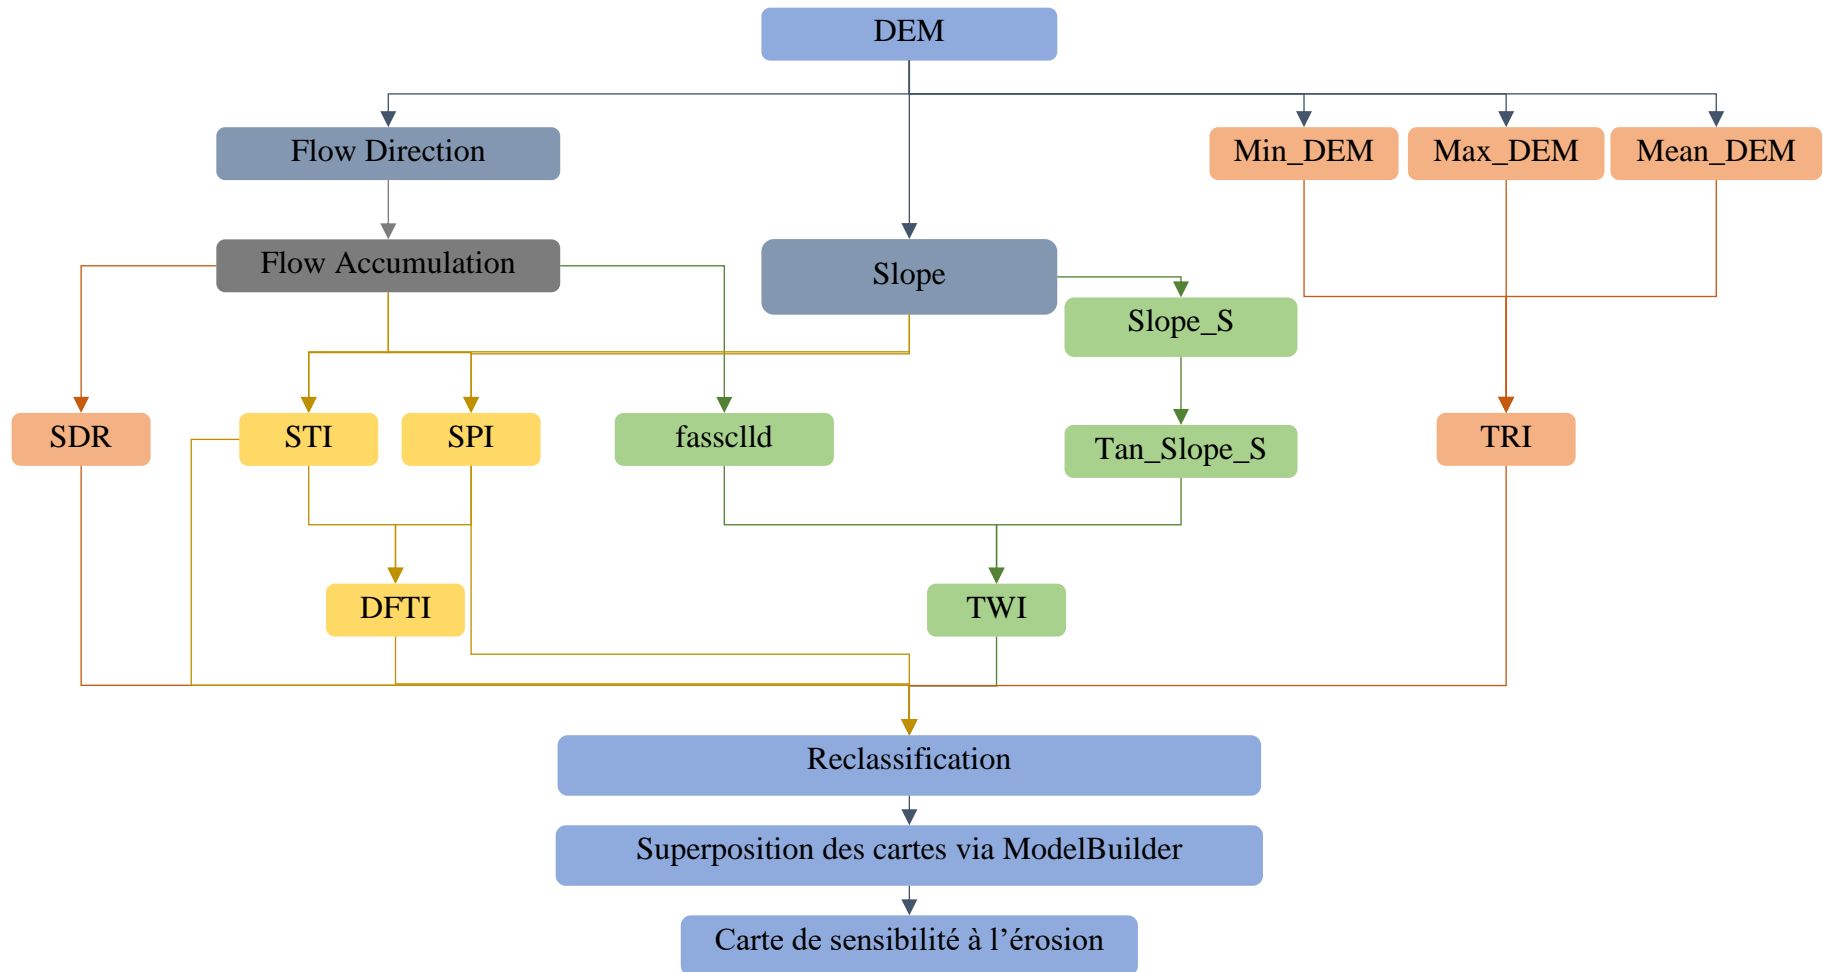 DEM
Flow Direction
Min_DEM
Max_DEM
Mean_DEM
Flow Accumulation
Slope
Slope_S
SDR
STI
SPI
fassclld
Tan_Slope_S
TRI
DFTI
TWI
Reclassification
Superposition des cartes via ModelBuilder
Carte de sensibilité à l’érosion